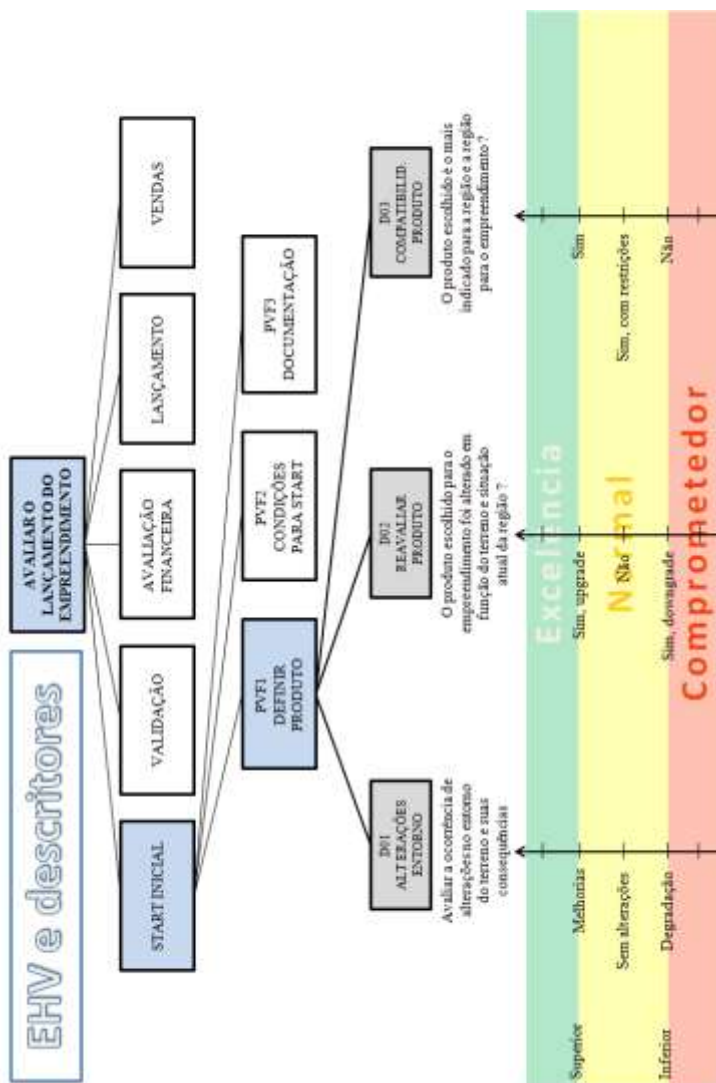 EHV e descritores
AVALIAR O
LANÇAMENTO DO
EMPREENDIMENTO
START INICIAL
VALIDAÇÃO
AVALIAÇÃO
FINANCEIRA
LANÇAMENTO
VENDAS
PVF1
DEFINIR
PRODUTO
PVF2
CONDIÇÕES
PARA START
PVF3
DOCUMENTAÇÃO
D01
ALTERAÇÕES
ENTORNO
D02
REAVALIAR
PRODUTO
D03
COMPATIBILID.
PRODUTO
Avaliar a ocorrência de
alterações no entorno
do terreno e suas
consequências
O produto escolhido para o
empreendimento foi alterado em
função do terreno e situação
atual da região ?
O produto escolhido é o mais
indicado para a região e a região
para o empreendimento ?
Excelência
Superior
Melhorias
Sim, upgrade
Sim
Normal
Sem alterações
Não
Sim, com restrições
Inferior
Degradação
Sim, downgrade
Não
Comprometedor